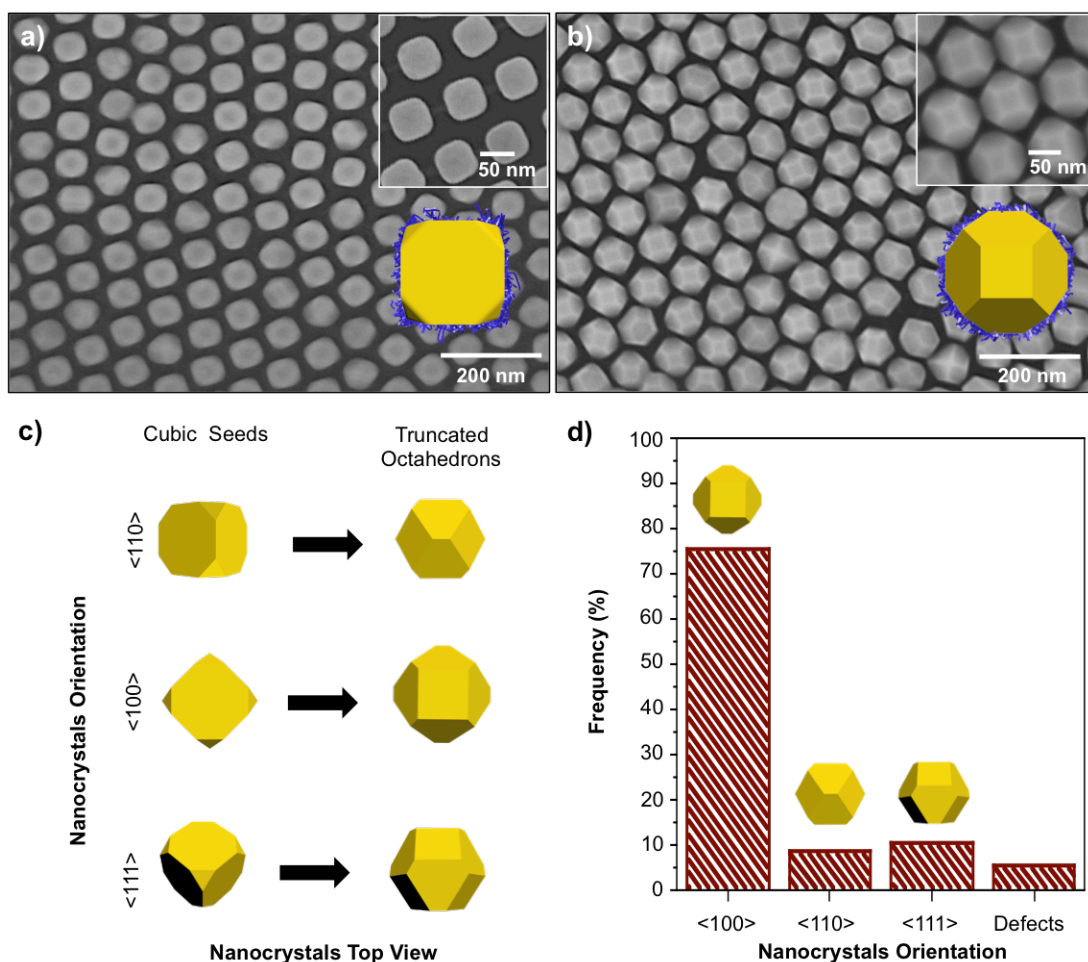 a)
50 nm
200 nm
b)
50 nm
200 nm
c)
Cubic Seeds
Truncated
Octahedrons
Nanocrystals Orientation
<110>
<100>
<111>
Nanocrystals Top View
d)
Frequency (%)
100
90
80
70
60
50
40
30
20
10
0
<100>
<110>
<111>
Defects
Nanocrystals Orientation